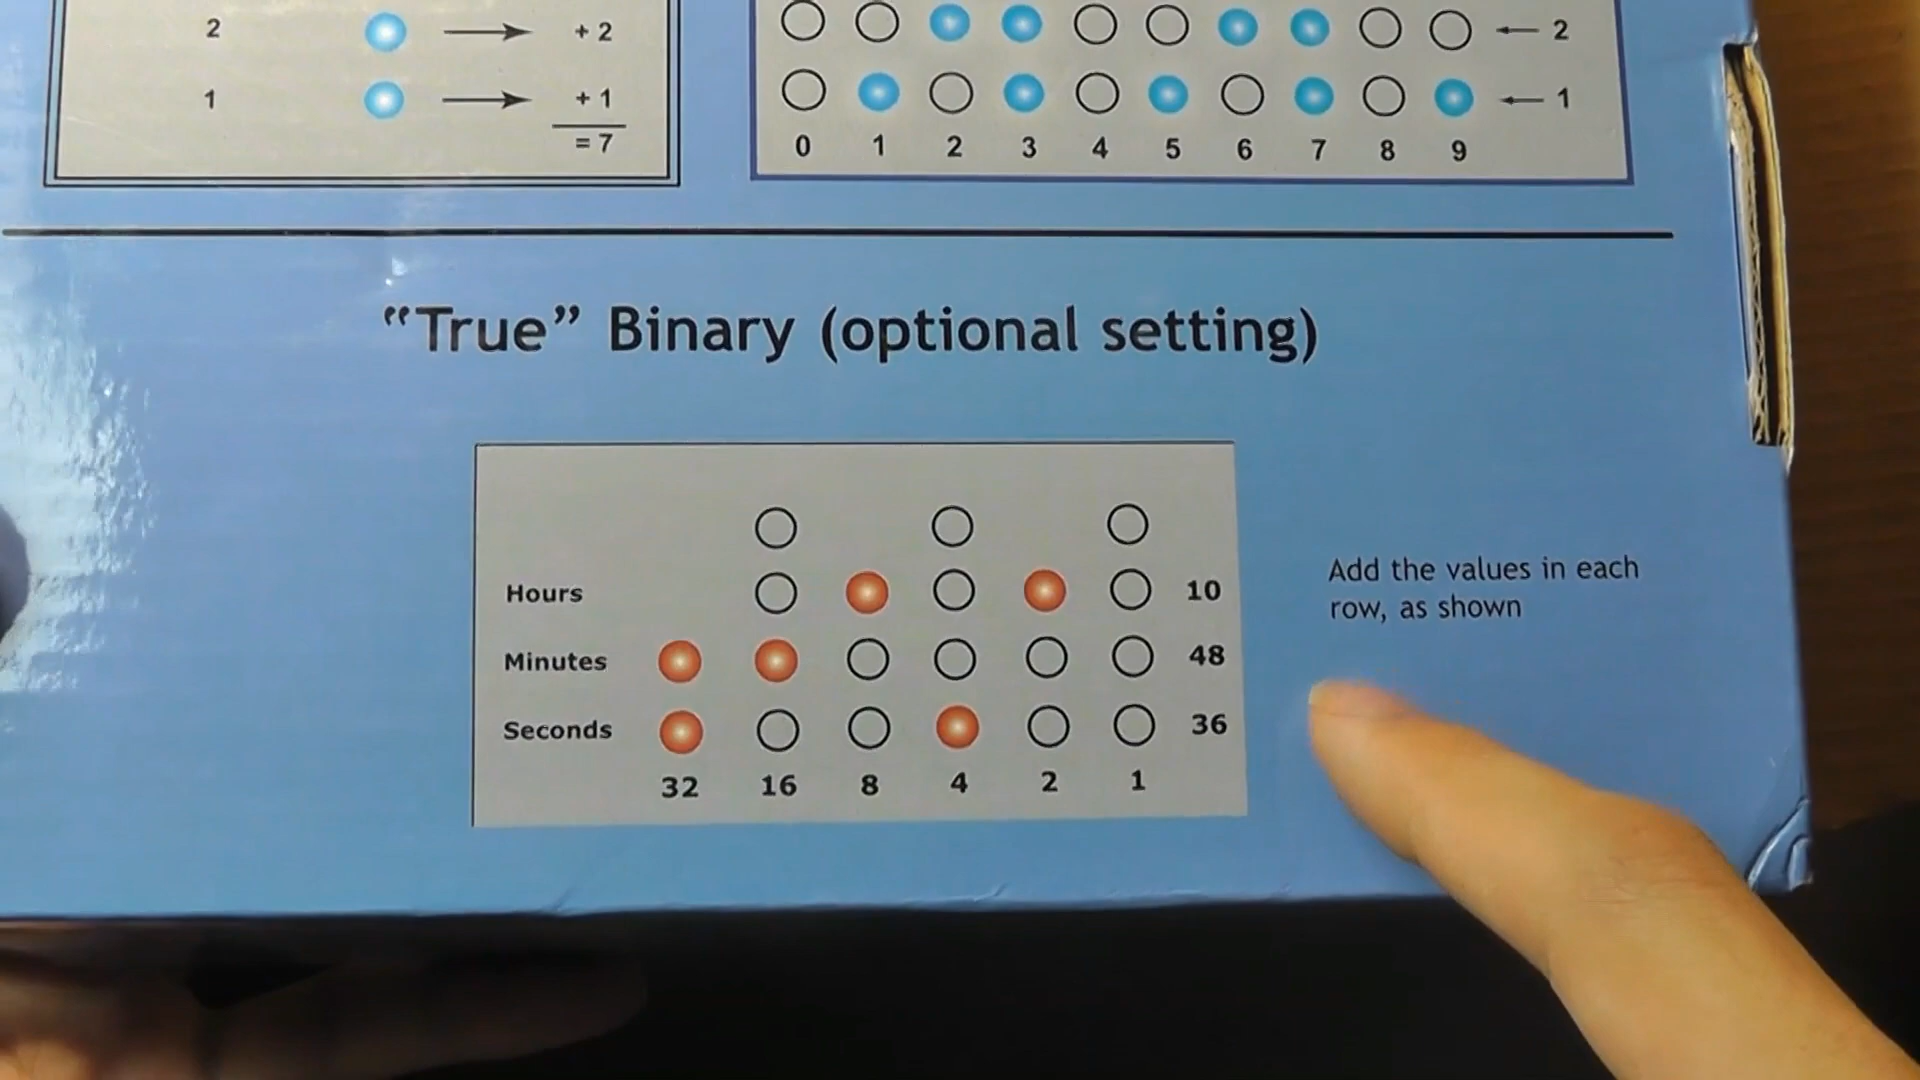 2 + 2
1 + 1
= 7
← 2
← 1
0 1 2 3 4 5 6 7 8 9
“True” Binary (optional setting)
Hours 10
Minutes 48
Seconds 36
32 16 8 4 2 1
Add the values in each
row, as shown